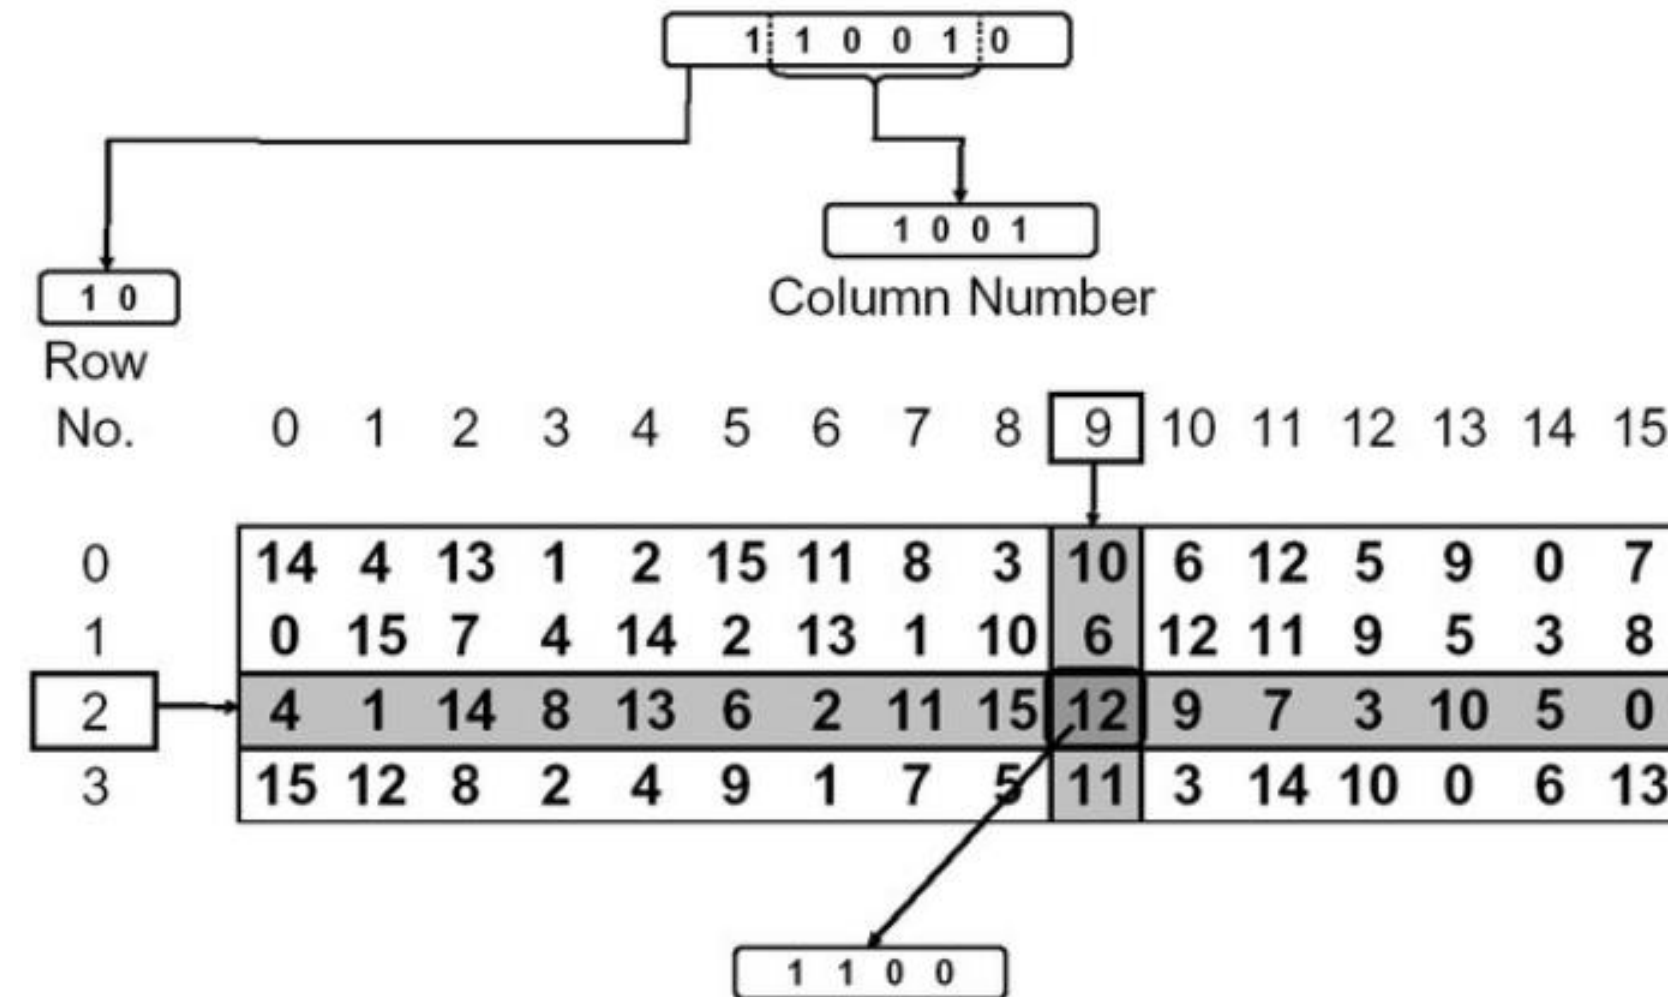 1 1 0 0 1 0
1 0 0 1
Column Number
1 0
Row
No. 0 1 2 3 4 5 6 7 8 9 10 11 12 13 14 15
0 14 4 13 1 2 15 11 8 3 10 6 12 5 9 0 7
1 0 15 7 4 14 2 13 1 10 6 12 11 9 5 3 8
2 4 1 14 8 13 6 2 11 15 12 9 7 3 10 5 0
3 15 12 8 2 4 9 1 7 5 11 3 14 10 0 6 13
1 1 0 0